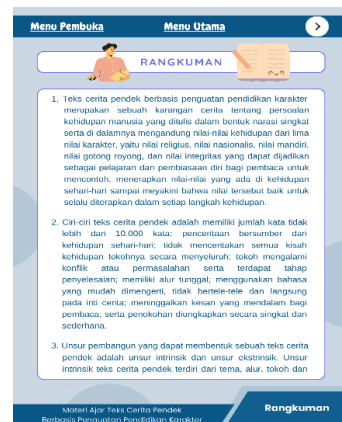 Menu Pembuka
Menu Utama
RANGKUMAN
1. Teks cerita pendek berbasis penguatan pendidikan karakter
merupakan sebuah karangan cerita tentang persoalan
kehidupan manusia yang ditulis dalam bentuk narasi singkat
serta di dalamnya mengandung nilai-nilai kehidupan dari lima
nilai karakter, yaitu nilai religius, nilai nasionalis, nilai mandiri,
nilai gotong royong, dan nilai integritas yang dapat dijadikan
sebagai pelajaran dan pembiasaan diri bagi pembaca untuk
mencontoh, menerapkan nilai-nilai yang ada di kehidupan
sehari-hari sampai meyakini bahwa nilai tersebut baik untuk
selalu diterapkan dalam setiap langkah kehidupan.
2. Ciri-ciri teks cerita pendek adalah memiliki jumlah kata tidak
lebih dari 10.000 kata; penceritaan bersumber dari
kehidupan sehari-hari; tidak menceritakan semua kisah
kehidupan tokohnya secara menyeluruh; tokoh mengalami
konflik atau permasalahan serta terdapat tahap
penyelesaian; memiliki alur tunggal; menggunakan bahasa
yang mudah dimengerti, tidak bertele-tele dan langsung
pada inti cerita; meninggalkan kesan yang mendalam bagi
pembaca; serta penokohan diungkapkan secara singkat dan
sederhana.
3. Unsur pembangun yang dapat membentuk sebuah teks cerita
pendek adalah unsur intrinsik dan unsur ekstrinsik. Unsur
intrinsik teks cerita pendek terdiri dari tema, alur, tokoh dan
Materi Ajar Teks Cerita Pendek
Berbasis Penguatan Pendidikan Karakter
Rangkuman